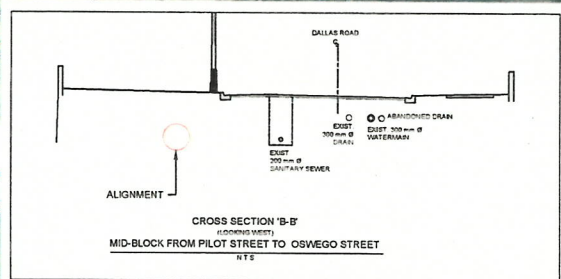 DALLAS ROAD
℄
ABANDONED DRAIN
EXIST
300 mm Ø
DRAIN
EXIST 300 mm Ø
WATERMAIN
EXIST
200 mm Ø
SANITARY SEWER
ALIGNMENT
CROSS SECTION 'B-B'
(LOOKING WEST)
MID-BLOCK FROM PILOT STREET TO OSWEGO STREET
NTS